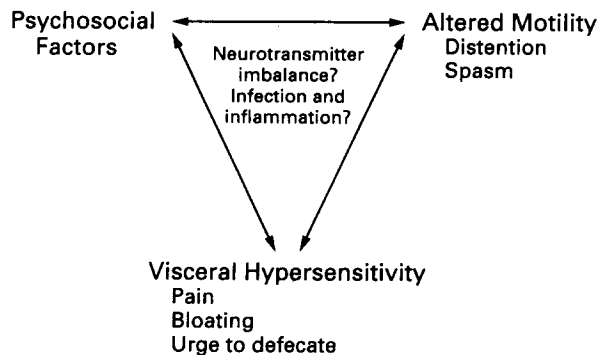 Psychosocial
Factors
Altered Motility
Distention
Spasm
Neurotransmitter
imbalance?
Infection and
inflammation?
Visceral Hypersensitivity
Pain
Bloating
Urge to defecate